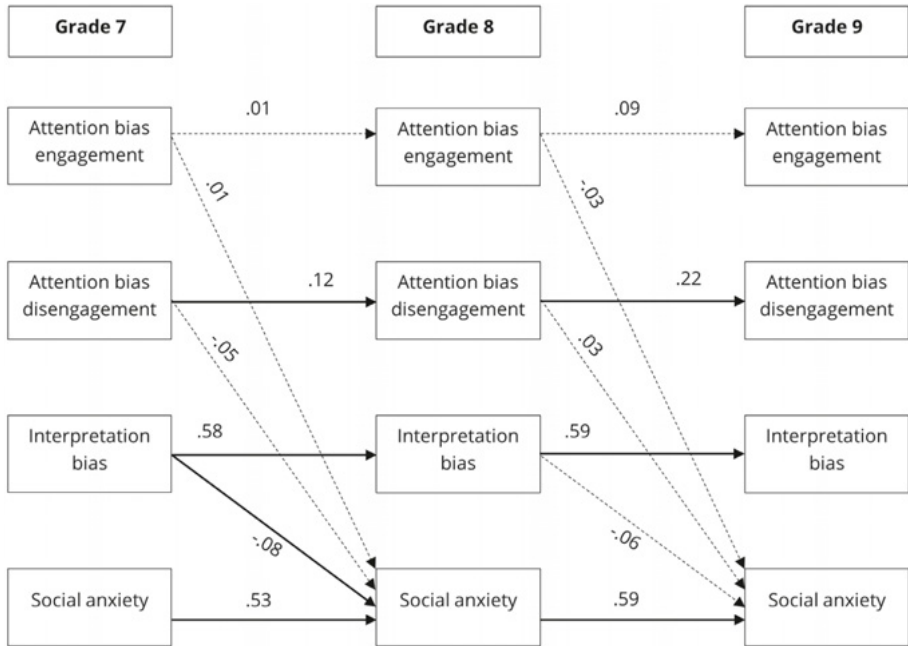 Grade 7
Grade 8
Grade 9
.01
.09
Attention bias
engagement
Attention bias
engagement
Attention bias
engagement
.01
-.03
.12
.22
Attention bias
disengagement
Attention bias
disengagement
Attention bias
disengagement
-.05
.03
.58
.59
Interpretation
bias
Interpretation
bias
Interpretation
bias
-.08
-.06
.53
.59
Social anxiety
Social anxiety
Social anxiety